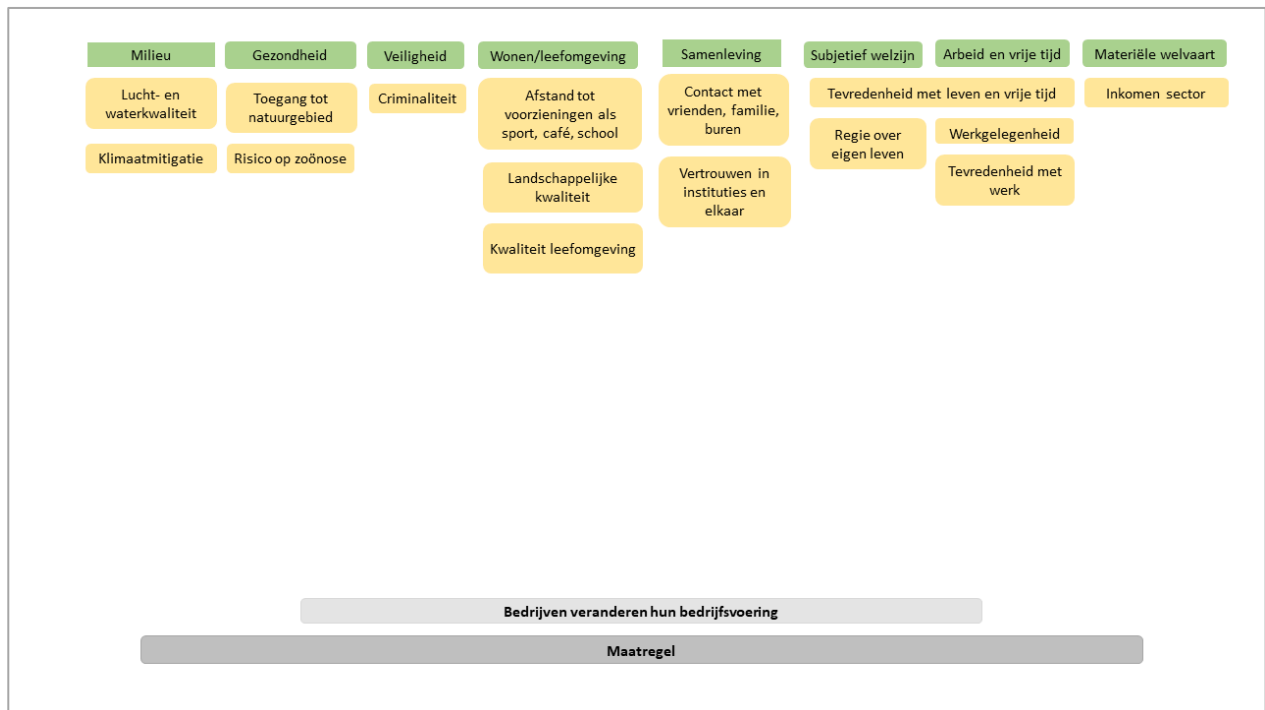 Milieu
Gezondheid
Veiligheid
Wonen/leefomgeving
Samenleving
Subjetief welzijn
Arbeid en vrije tijd
Materiële welvaart
Lucht- en
waterkwaliteit
Klimaatmitigatie
Toegang tot
natuurgebied
Risico op zoönose
Criminaliteit
Afstand tot
voorzieningen als
sport, café, school
Landschappelijke
kwaliteit
Kwaliteit leefomgeving
Contact met
vrienden, familie,
buren
Vertrouwen in
instituties en
elkaar
Tevredenheid met leven en vrije tijd
Regie over
eigen leven
Werkgelegenheid
Tevredenheid met
werk
Inkomen sector
Bedrijven veranderen hun bedrijfsvoering
Maatregel